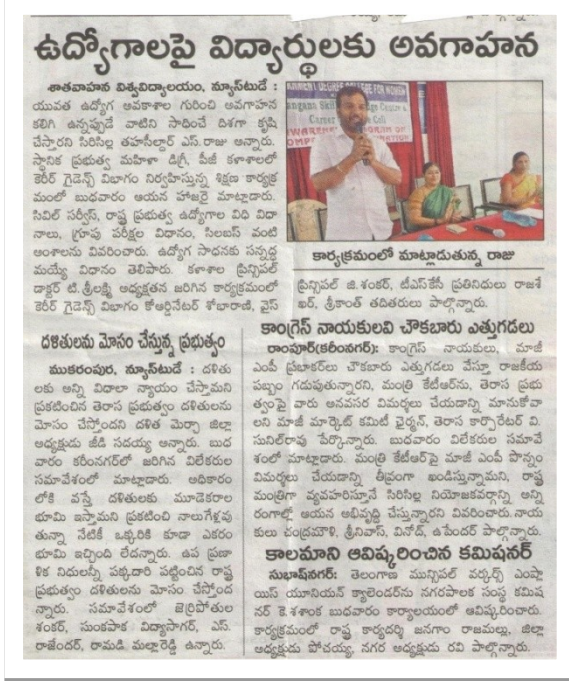 ఉద్యోగాలపై విద్యార్థులకు అవగాహన
శాతవాహన విశ్వవిద్యాలయం, న్యూస్‌టుడే :
యువత ఉద్యోగ అవకాశాల గురించి అవగాహన
కలిగి ఉన్నప్పుడే వాటిని సాధించే దిశగా కృషి
చేస్తారని సిరిసిల్ల తహసీల్దార్ ఎస్.రాజు అన్నారు.
స్థానిక ప్రభుత్వ మహిళా డిగ్రీ, పీజీ కళాశాలలో
కెరీర్ గైడెన్స్ విభాగం నిర్వహిస్తున్న శిక్షణ కార్యక్ర
మంలో బుధవారం ఆయన హాజరై మాట్లాడారు.
సివిల్ సర్వీస్, రాష్ట్ర ప్రభుత్వ ఉద్యోగాల విధి విధా
నాలు, గ్రూపు పరీక్షల విధానం, సిలబస్ వంటి
అంశాలను వివరించారు. ఉద్యోగ సాధనకు సన్నద్ధ
మయ్యే విధానం తెలిపారు. కళాశాల ప్రిన్సిపల్
డాక్టర్ టి.శ్రీలక్ష్మి అధ్యక్షతన జరిగిన కార్యక్రమంలో
కెరీర్ గైడెన్స్ విభాగం కోఆర్డినేటర్ శోభారాణి, వైస్
DEGREE COLLEGE FOR WOMEN
కార్యక్రమంలో మాట్లాడుతున్న రాజు
ప్రిన్సిపల్ జి.శంకర్, టీఎస్‌కేసీ ప్రతినిధులు రాజశే
ఖర్, శ్రీకాంత్ తదితరులు పాల్గొన్నారు.
దళితులను మోసం చేస్తున్న ప్రభుత్వం
ముకరంపుర, న్యూస్‌టుడే : దళితు
లకు అన్ని విధాలా న్యాయం చేస్తామని
ప్రకటించిన తెరాస ప్రభుత్వం దళితులను
మోసం చేస్తోందని దళిత మోర్చా జిల్లా
అధ్యక్షుడు జీడి సదయ్య అన్నారు. బుధ
వారం కరీంనగర్‌లో జరిగిన విలేకరుల
సమావేశంలో మాట్లాడారు. అధికారం
లోకి వస్తే దళితులకు మూడెకరాల
భూమి ఇస్తామని ప్రకటించి నాలుగేళ్లవు
తున్నా నేటికీ ఒక్కరికి కూడా ఎకరం
భూమి ఇచ్చింది లేదన్నారు. ఉప ప్రణా
ళిక నిధులన్నీ పక్కదారి పట్టించిన రాష్ట్ర
ప్రభుత్వం దళితులను మోసం చేస్తోంద
న్నారు. సమావేశంలో జెర్రిపోతుల
శంకర్, సుంకపాక విద్యాసాగర్, ఎస్.
రాజేందర్, రామడి మల్లారెడ్డి ఉన్నారు.
కాంగ్రెస్ నాయకులవి చౌకబారు ఎత్తుగడలు
రాంపూర్(కరీంనగర్): కాంగ్రెస్ నాయకులు, మాజీ
ఎంపీ ప్రభాకర్‌లు చౌకబారు ఎత్తుగడలు వేస్తూ రాజకీయ
పబ్బం గడుపుతున్నారని, మంత్రి కేటీఆర్‌ను, తెరాస ప్రభు
త్వంపై వారు అనవసర విమర్శలు చేయడాన్ని మానుకోవా
లని మాజీ మార్కెట్ కమిటీ ఛైర్మన్, తెరాస కార్పొరేటర్ వి.
సునీల్‌రావు పేర్కొన్నారు. బుధవారం విలేకరుల సమావే
శంలో మాట్లాడారు. మంత్రి కేటీఆర్‌పై మాజీ ఎంపీ పొన్నం
విమర్శలు చేయడాన్ని తీవ్రంగా ఖండిస్తున్నామని, రాష్ట్ర
మంత్రిగా వ్యవహరిస్తూనే సిరిసిల్ల నియోజకవర్గాన్ని అన్ని
రంగాల్లో ఆయన అభివృద్ధి చేస్తున్నారని వివరించారు. నాయ
కులు చంద్రమౌళి, శ్రీనివాస్, వినోద్, ఉపేందర్ పాల్గొన్నారు.
కాలమాని ఆవిష్కరించిన కమిషనర్
సుభాష్‌నగర్: తెలంగాణ మున్సిపల్ వర్కర్స్ ఎంప్లా
యిస్ యూనియన్ క్యాలెండర్‌ను నగరపాలక సంస్థ కమిష
నర్ కె.శశాంక బుధవారం కార్యాలయంలో ఆవిష్కరించారు.
కార్యక్రమంలో రాష్ట్ర కార్యదర్శి జనగాం రాజమల్లు, జిల్లా
అధ్యక్షుడు పోచయ్య, నగర అధ్యక్షుడు రవి పాల్గొన్నారు.